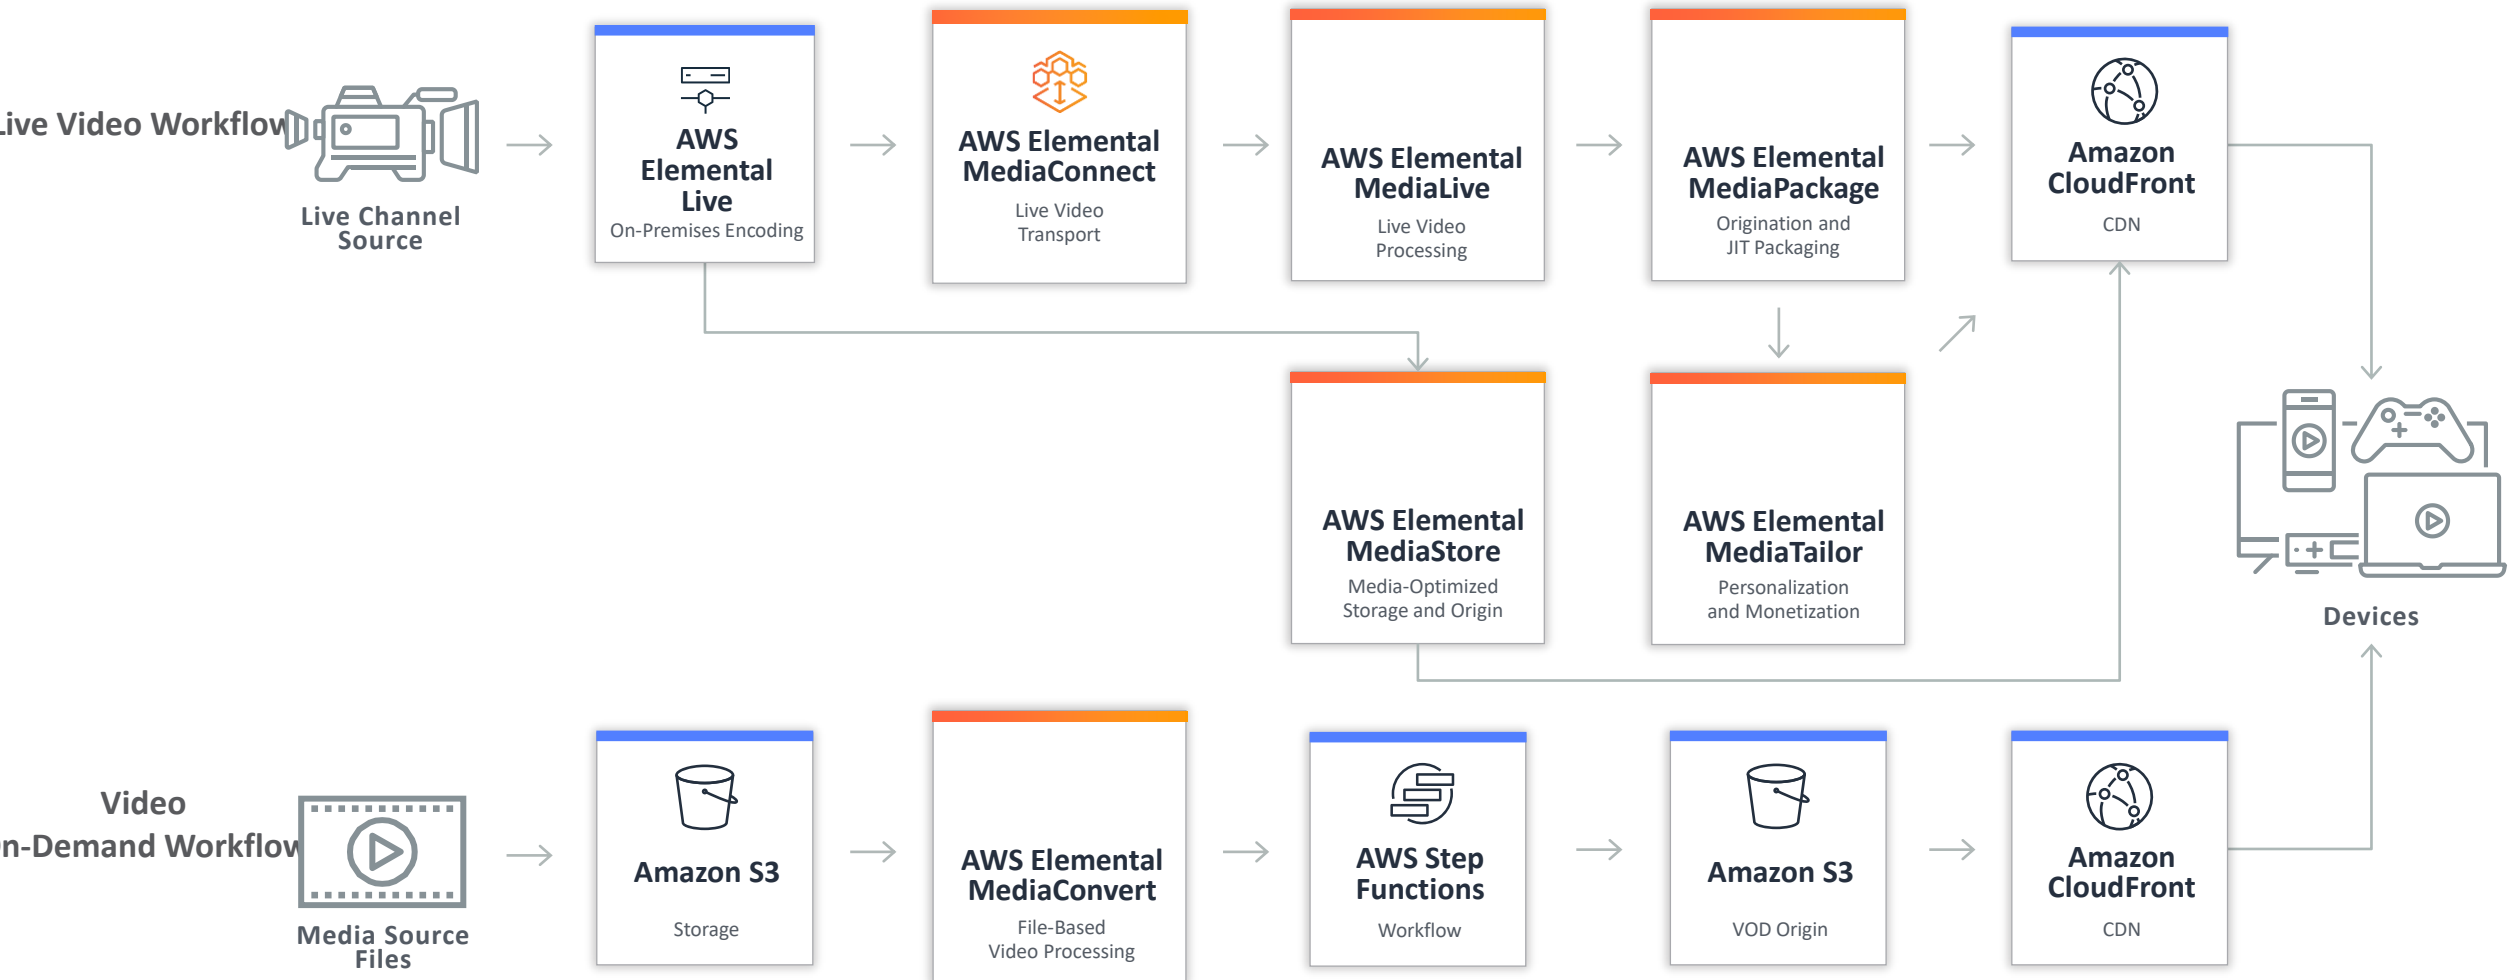 Live Video Workflow
Live Channel
Source
AWS
Elemental
Live
On-Premises Encoding
AWS Elemental
MediaConnect
Live Video
Transport
AWS Elemental
MediaLive
Live Video
Processing
AWS Elemental
MediaPackage
Origination and
JIT Packaging
Amazon
CloudFront
CDN
AWS Elemental
MediaStore
Media-Optimized
Storage and Origin
AWS Elemental
MediaTailor
Personalization
and Monetization
Devices
Video
On-Demand Workflow
Media Source
Files
Amazon S3
Storage
AWS Elemental
MediaConvert
File-Based
Video Processing
AWS Step
Functions
Workflow
Amazon S3
VOD Origin
Amazon
CloudFront
CDN